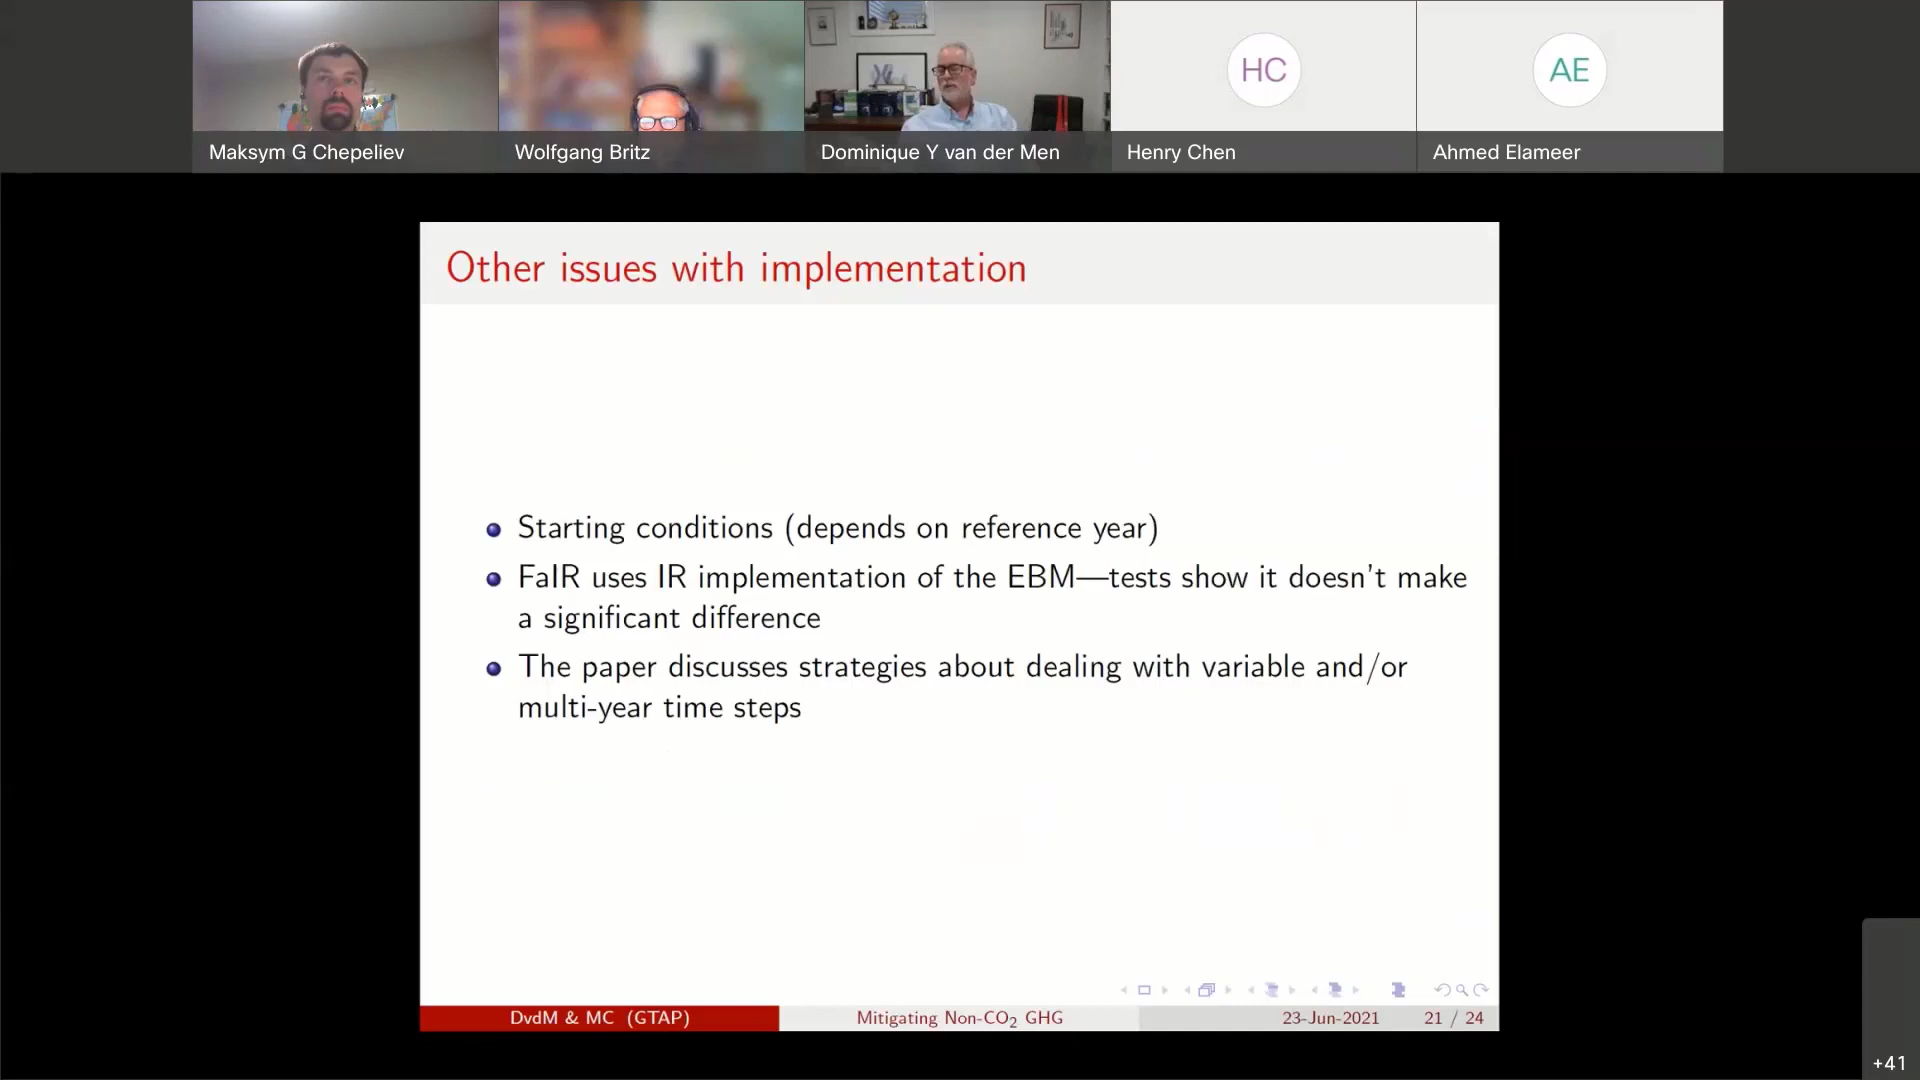 Maksym G Chepeliev
Wolfgang Britz
Dominique Y van der Men
HC
Henry Chen
AE
Ahmed Elameer
Other issues with implementation
Starting conditions (depends on reference year)
FaIR uses IR implementation of the EBM—tests show it doesn't make
a significant difference
The paper discusses strategies about dealing with variable and/or
multi-year time steps
DvdM & MC (GTAP)
Mitigating Non-CO₂ GHG
23-Jun-2021
21 / 24
+41